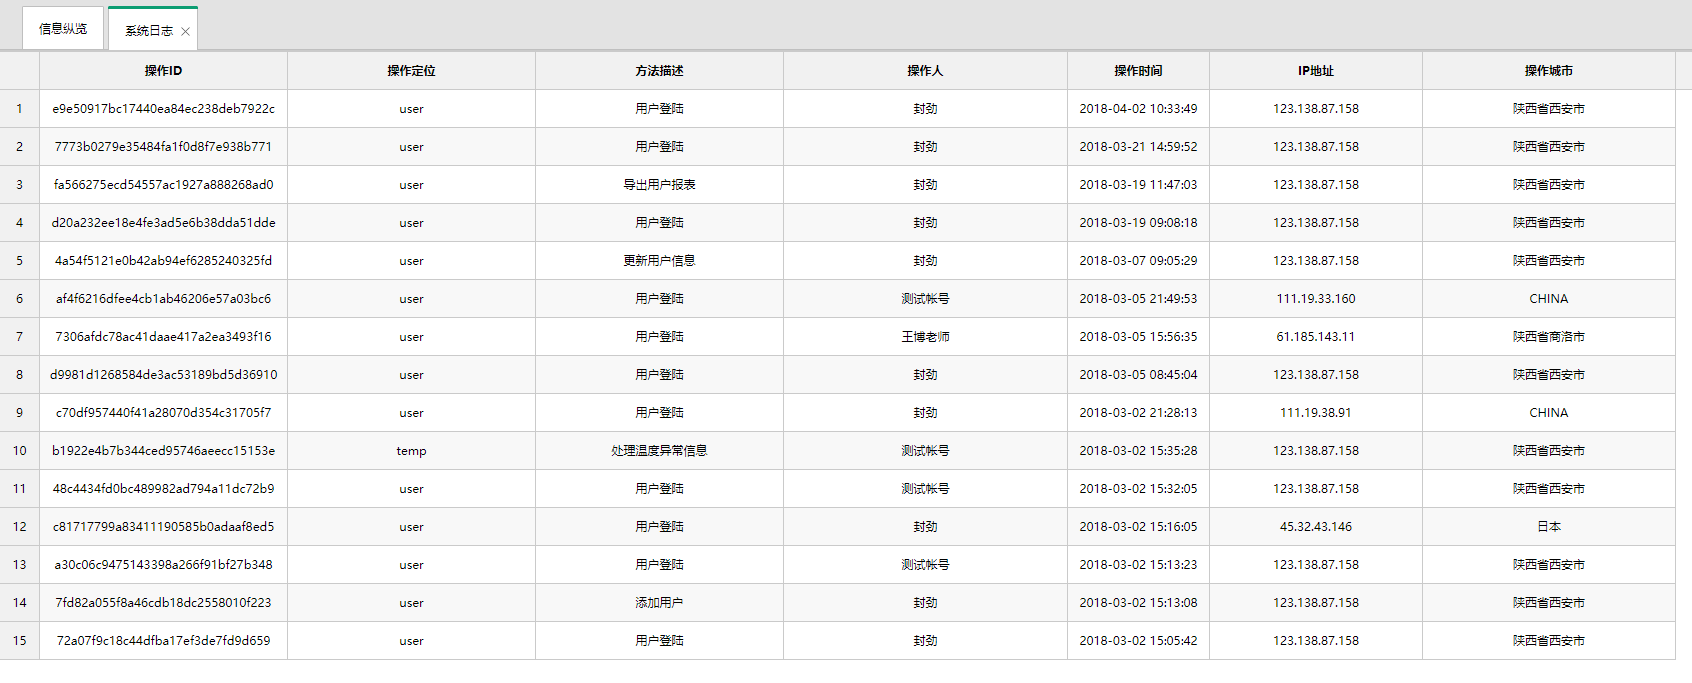 信息纵览 系统日志
操作ID 操作定位 方法描述 操作人 操作时间 IP地址 操作城市
1 e9e50917bc17440ea84ec238deb7922c user 用户登陆 封劲 2018-04-02 10:33:49 123.138.87.158 陕西省西安市
2 7773b0279e35484fa1f0d8f7e938b771 user 用户登陆 封劲 2018-03-21 14:59:52 123.138.87.158 陕西省西安市
3 fa566275ecd54557ac1927a888268ad0 user 导出用户报表 封劲 2018-03-19 11:47:03 123.138.87.158 陕西省西安市
4 d20a232ee18e4fe3ad5e6b38dda51dde user 用户登陆 封劲 2018-03-19 09:08:18 123.138.87.158 陕西省西安市
5 4a54f5121e0b42ab94ef6285240325fd user 更新用户信息 封劲 2018-03-07 09:05:29 123.138.87.158 陕西省西安市
6 af4f6216dfee4cb1ab46206e57a03bc6 user 用户登陆 测试帐号 2018-03-05 21:49:53 111.19.33.160 CHINA
7 7306afdc78ac41daae417a2ea3493f16 user 用户登陆 王博老师 2018-03-05 15:56:35 61.185.143.11 陕西省商洛市
8 d9981d1268584de3ac53189bd5d36910 user 用户登陆 封劲 2018-03-05 08:45:04 123.138.87.158 陕西省西安市
9 c70df957440f41a28070d354c31705f7 user 用户登陆 封劲 2018-03-02 21:28:13 111.19.38.91 CHINA
10 b1922e4b7b344ced95746aeecc15153e temp 处理温度异常信息 测试帐号 2018-03-02 15:35:28 123.138.87.158 陕西省西安市
11 48c4434fd0bc489982ad794a11dc72b9 user 用户登陆 测试帐号 2018-03-02 15:32:05 123.138.87.158 陕西省西安市
12 c81717799a83411190585b0adaaf8ed5 user 用户登陆 封劲 2018-03-02 15:16:05 45.32.43.146 日本
13 a30c06c9475143398a266f91bf27b348 user 用户登陆 测试帐号 2018-03-02 15:13:23 123.138.87.158 陕西省西安市
14 7fd82a055f8a46cdb18dc2558010f223 user 添加用户 封劲 2018-03-02 15:13:08 123.138.87.158 陕西省西安市
15 72a07f9c18c44dfba17ef3de7fd9d659 user 用户登陆 封劲 2018-03-02 15:05:42 123.138.87.158 陕西省西安市